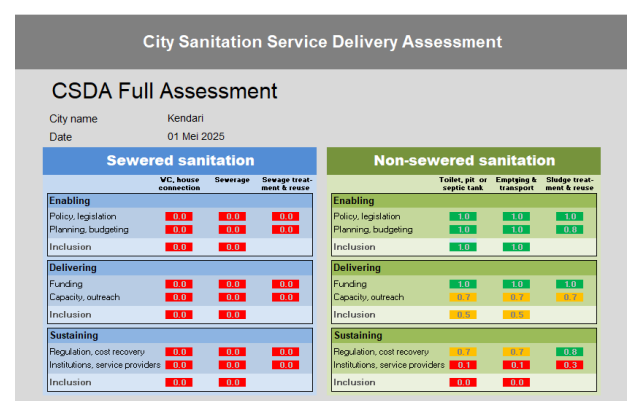 City Sanitation Service Delivery Assessment
CSDA Full Assessment
City name Kendari
Date 01 Mei 2025
Sewered sanitation
WC, house connection Sewerage Sewage treat-ment & reuse
Enabling
Policy, legislation 0.0 0.0 0.0
Planning, budgeting 0.0 0.0 0.0
Inclusion 0.0 0.0
Delivering
Funding 0.0 0.0 0.0
Capacity, outreach 0.0 0.0 0.0
Inclusion 0.0 0.0
Sustaining
Regulation, cost recovery 0.0 0.0 0.0
Institutions, service providers 0.0 0.0 0.0
Inclusion 0.0 0.0
Non-sewered sanitation
Toilet, pit or septic tank Emptying & transport Sludge treat-ment & reuse
Enabling
Policy, legislation 1.0 1.0 1.0
Planning, budgeting 1.0 1.0 0.8
Inclusion 1.0 1.0
Delivering
Funding 1.0 1.0 1.0
Capacity, outreach 0.7 0.7 0.7
Inclusion 0.5 0.5
Sustaining
Regulation, cost recovery 0.7 0.7 0.8
Institutions, service providers 0.1 0.1 0.3
Inclusion 0.0 0.0